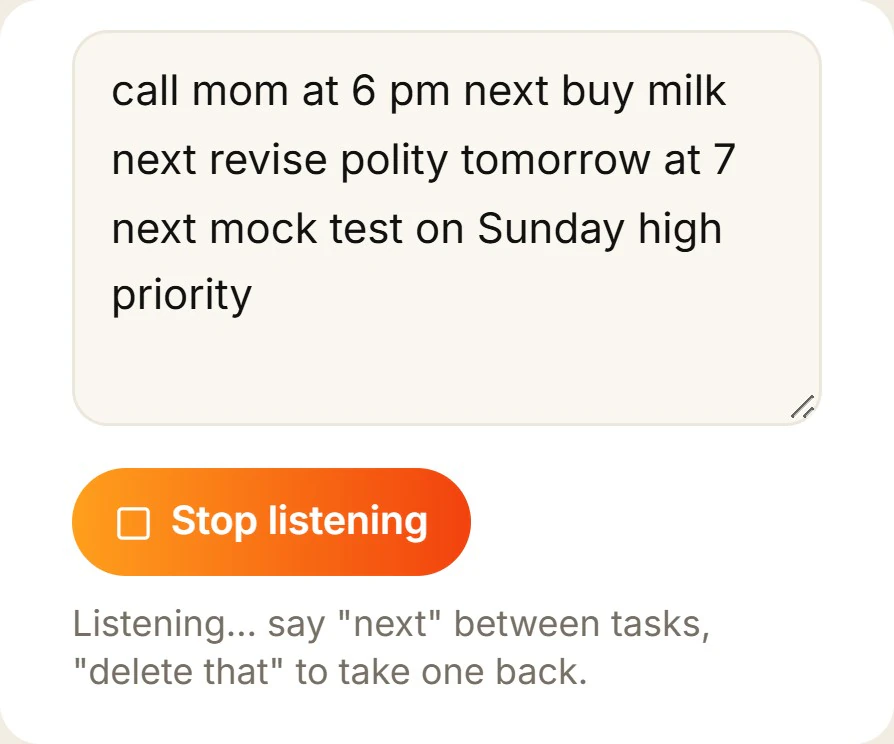 call mom at 6 pm next buy milk
next revise polity tomorrow at 7
next mock test on Sunday high
priority
Stop listening
Listening... say "next" between tasks,
"delete that" to take one back.